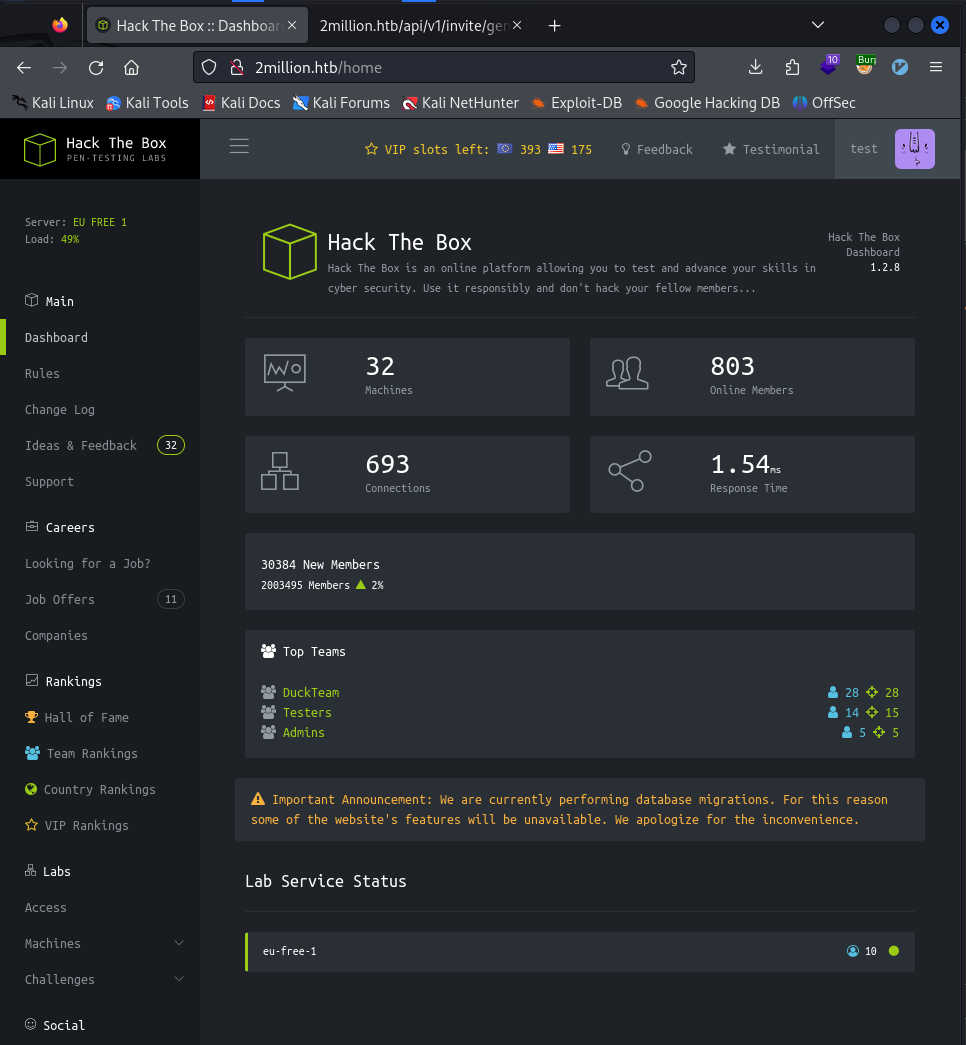 Hack The Box :: Dashboar
2million.htb/api/v1/invite/ger
2million.htb/home
10
Burp
Kali Linux
Kali Tools
Kali Docs
Kali Forums
Kali NetHunter
Exploit-DB
Google Hacking DB
OffSec
Hack The Box
PEN-TESTING LABS
VIP slots left: 393 175
Feedback
Testimonial
test
Server: EU FREE 1
Load: 49%
Main
Dashboard
Rules
Change Log
Ideas & Feedback 32
Support
Careers
Looking for a Job?
Job Offers 11
Companies
Rankings
Hall of Fame
Team Rankings
Country Rankings
VIP Rankings
Labs
Access
Machines
Challenges
Social
Hack The Box
Hack The Box is an online platform allowing you to test and advance your skills in
cyber security. Use it responsibly and don't hack your fellow members...
Hack The Box
Dashboard
1.2.8
32
Machines
803
Online Members
693
Connections
1.54ms
Response Time
30384 New Members
2003495 Members 2%
Top Teams
DuckTeam 28 28
Testers 14 15
Admins 5 5
Important Announcement: We are currently performing database migrations. For this reason
some of the website's features will be unavailable. We apologize for the inconvenience.
Lab Service Status
eu-free-1 10